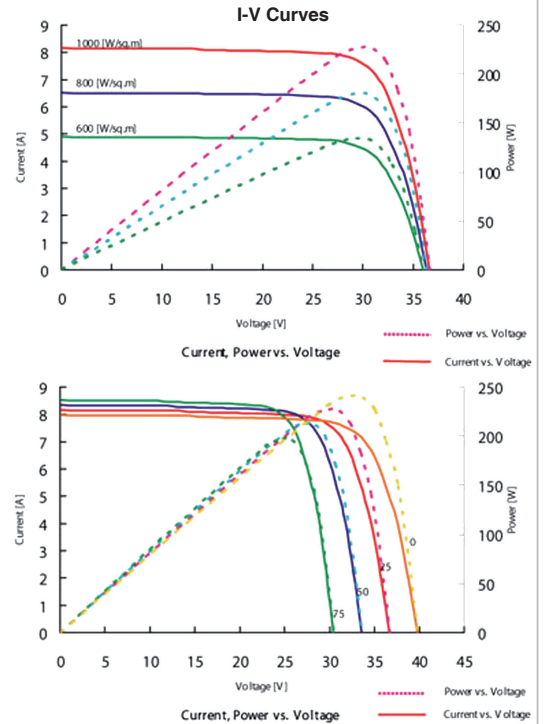 I-V Curves
9
8
7
6
5
4
3
2
1
0
Current [A]
1000 [W/sq.m]
800 [W/sq.m]
600 [W/sq.m]
250
200
150
100
50
0
Power [W]
0 5 10 15 20 25 30 35 40
Voltage [V]
Current, Power vs. Voltage
Power vs. Voltage
Current vs. Voltage
9
8
7
6
5
4
3
2
1
0
Current [A]
250
200
150
100
50
0
Power [W]
0
25
50
75
0 5 10 15 20 25 30 35 40 45
Voltage [V]
Current, Power vs. Voltage
Power vs. Voltage
Current vs. Voltage